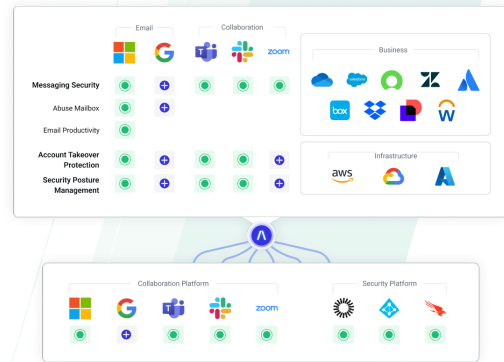 Email
Collaboration
zoom
Messaging Security
Abuse Mailbox
Email Productivity
Account Takeover
Protection
Security Posture
Management
Business
salesforce
box
Infrastructure
aws
Collaboration Platform
zoom
Security Platform